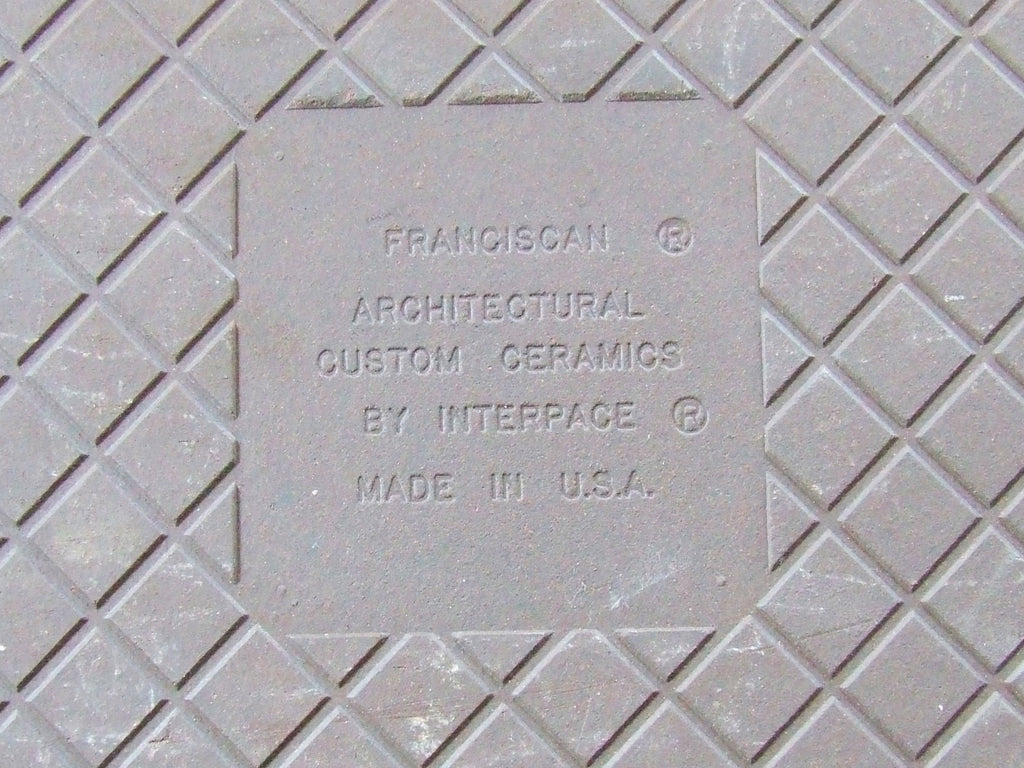 FRANCISCAN ®
ARCHITECTURAL
CUSTOM CERAMICS
BY INTERPACE ®
MADE IN U.S.A.